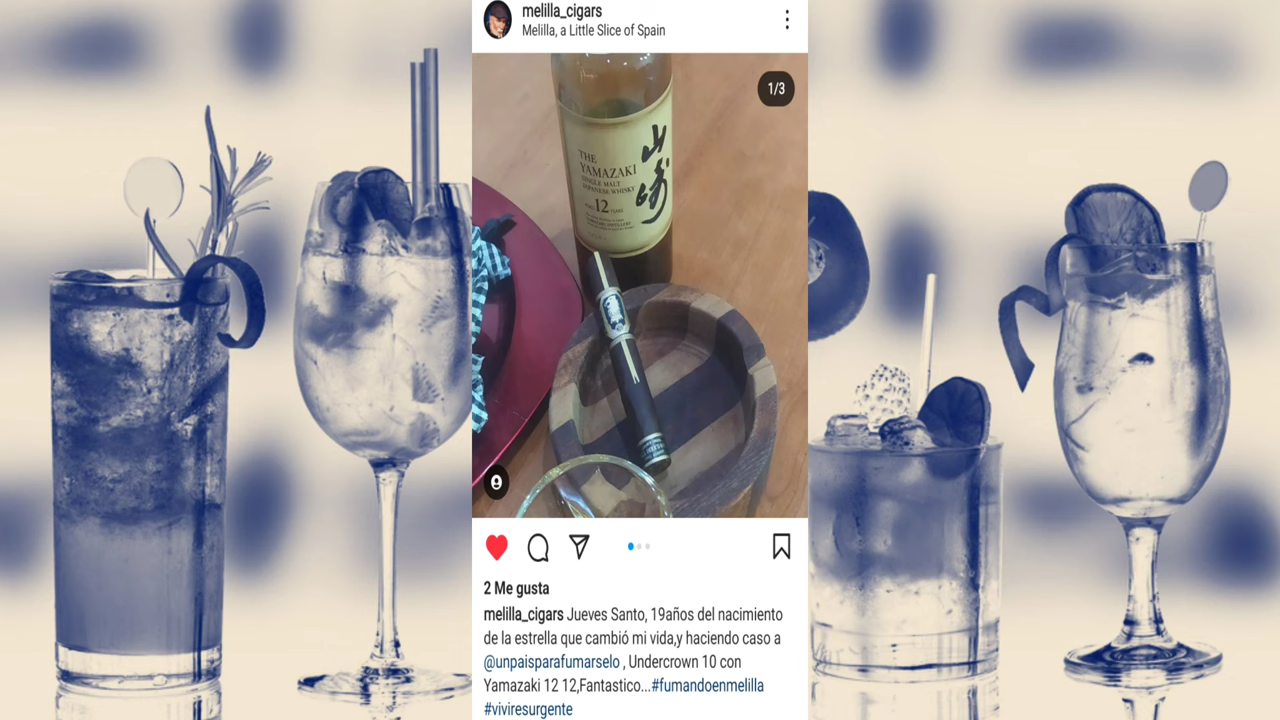 melilla_cigars
Melilla, a Little Slice of Spain
1/3
THE
YAMAZAKI
SINGLE MALT
JAPANESE WHISKY
AGED 12 YEARS
山崎
2 Me gusta
melilla_cigars Jueves Santo, 19años del nacimiento
de la estrella que cambió mi vida,y haciendo caso a
@unpaisparafumarselo , Undercrown 10 con
Yamazaki 12 12,Fantastico...#fumandoenmelilla
#viviresurgente